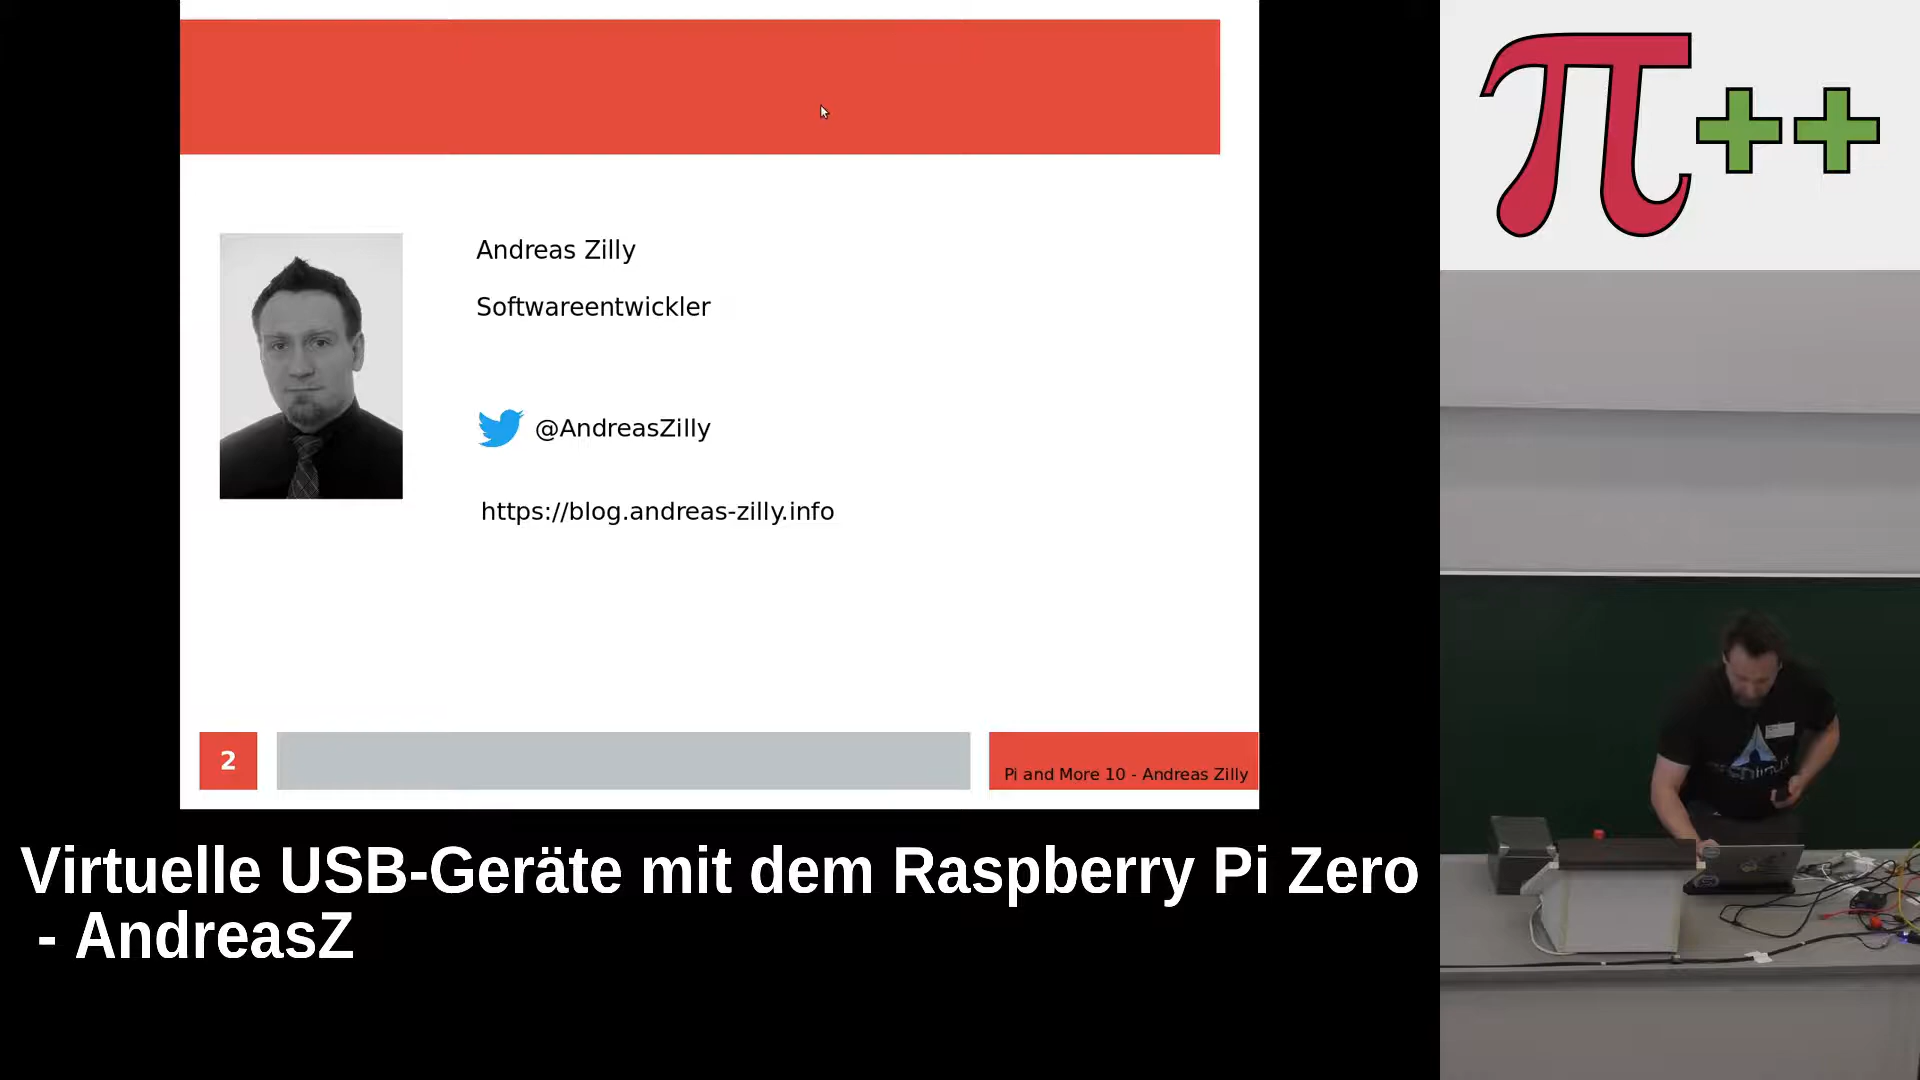 π++
Andreas Zilly
Softwareentwickler
@AndreasZilly
https://blog.andreas-zilly.info
2
Pi and More 10 - Andreas Zilly
Virtuelle USB-Geräte mit dem Raspberry Pi Zero
- AndreasZ